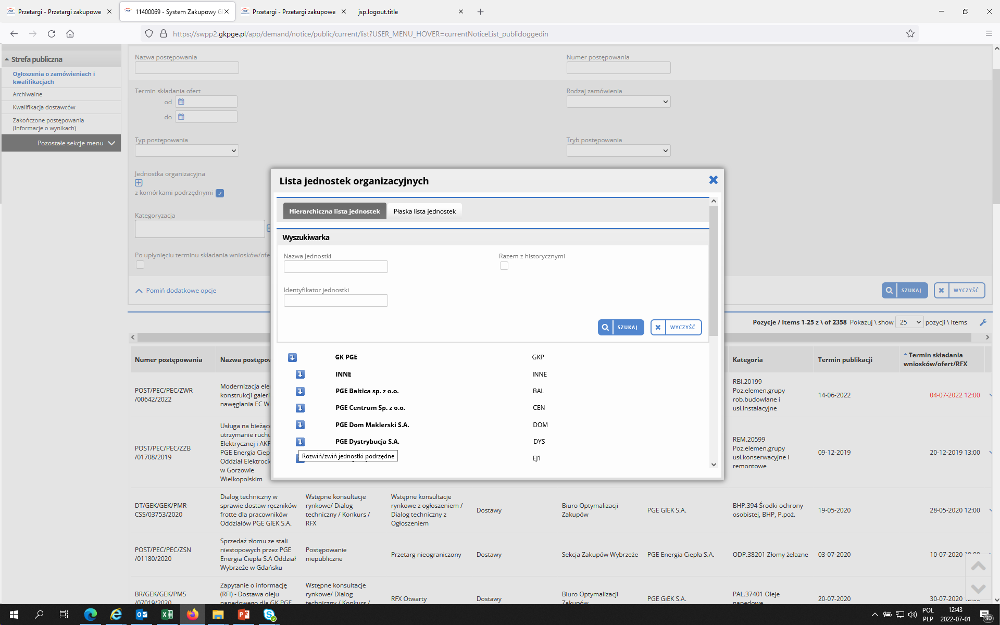 Przetargi - Przetargi zakupowe
11400069 - System Zakupowy G
Przetargi - Przetargi zakupowe
jsp.logout.title
https://swpp2.gkpge.pl/app/demand/notice/public/current/list?USER_MENU_HOVER=currentNoticeList_publicloggedin
Strefa publiczna
Ogłoszenia o zamówieniach i
kwalifikacjach
Archiwalne
Kwalifikacja dostawców
Zakończone postępowania
(Informacje o wynikach)
Pozostałe sekcje menu
Nazwa postępowania
Numer postępowania
Termin składania ofert
od
do
Rodzaj zamówienia
Typ postępowania
Tryb postępowania
Jednostka organizacyjna
z komórkami podrzędnymi
Kategoryzacja
Po upłynięciu terminu składania wniosków/ofe
Pomiń dodatkowe opcje
SZUKAJ
WYCZYŚĆ
Lista jednostek organizacyjnych
Hierarchiczna lista jednostek
Płaska lista jednostek
Wyszukiwarka
Nazwa Jednostki
Razem z historycznymi
Identyfikator jednostki
SZUKAJ
WYCZYŚĆ
GK PGE GKP
INNE INNE
PGE Baltica sp. z o.o. BAL
PGE Centrum Sp. z o.o. CEN
PGE Dom Maklerski S.A. DOM
PGE Dystrybucja S.A. DYS
Rozwiń/zwiń jednostki podrzędne
EJ1
Pozycje / Items 1-25 z \ of 2358 Pokazuj \ show 25 pozycji \ Items
Numer postępowania
Nazwa postępow
Kategoria
Termin publikacji
Termin składania
wniosków/ofert/RFX
POST/PEC/PEC/ZWR
/00642/2022
Modernizacja ele
konstrukcji galeri
nawęglania EC W
RBI.20199
Poz.elemen.grupy
rob.budowlane i
usł.instalacyjne
14-06-2022
04-07-2022 12:00
POST/PEC/PEC/ZZB
/01708/2019
Usługa na bieżące
utrzymanie ruchu
Elektrycznej i AKP
PGE Energia Ciep
Oddział Elektrocie
w Gorzowie
Wielkopolskim
REM.20599
Poz.elemen.grupy
usł.konserwacyjne i
remontowe
09-12-2019
20-12-2019 13:00
DT/GEK/GEK/PMR-
CSS/03753/2020
Dialog techniczny w
sprawie dostaw ręczników
frotte dla pracowników
Oddziałów PGE GiEK S.A.
Wstępne konsultacje
rynkowe/ Dialog
techniczny / Konkurs /
RFX
Wstępne konsultacje
rynkowe z ogłoszeniem /
Dialog techniczny z
Ogłoszeniem
Dostawy
Biuro Optymalizacji
Zakupów
PGE GiEK S.A.
BHP.394 Środki ochrony
osobistej, BHP, P.poż.
19-05-2020
28-05-2020 12:00
POST/PEC/PEC/ZSN
/01180/2020
Sprzedaż złomu ze stali
niestopowych przez PGE
Energia Ciepła S.A Oddział
Wybrzeże w Gdańsku
Postępowanie
niepubliczne
Przetarg nieograniczony
Dostawy
Sekcja Zakupów Wybrzeże
PGE Energia Ciepła S.A.
ODP.38201 Złomy żelazne
03-07-2020
10-07-2020
BR/GEK/GEK/PMS
/07019/2020
Zapytanie o informację
(RFI) - Dostawa oleju
napędowego dla GK PGE
Wstępne konsultacje
rynkowe/ Dialog
techniczny / Konkurs /
RFX Otwarty
Dostawy
Biuro Optymalizacji
Zakupów
PGE GiEK S.A.
PAL.37401 Oleje
napędowe
20-07-2020
30-07-2020
POL
PLP
12:43
2022-07-01
30